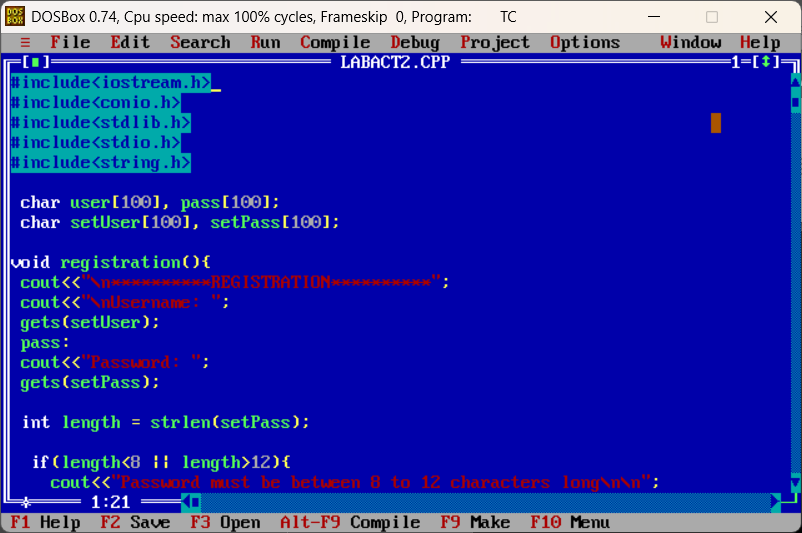 DOSBox 0.74, Cpu speed: max 100% cycles, Frameskip 0, Program: TC
≡ File Edit Search Run Compile Debug Project Options Window Help
[■] LABACT2.CPP 1=[↕]
#include<iostream.h>
#include<conio.h>
#include<stdlib.h>
#include<stdio.h>
#include<string.h>
char user[100], pass[100];
char setUser[100], setPass[100];
void registration(){
cout<<"\n**********REGISTRATION**********";
cout<<"\nUsername: ";
gets(setUser);
pass:
cout<<"Password: ";
gets(setPass);
int length = strlen(setPass);
if(length<8 || length>12){
cout<<"Password must be between 8 to 12 characters long\n\n";
1:21
F1 Help F2 Save F3 Open Alt-F9 Compile F9 Make F10 Menu